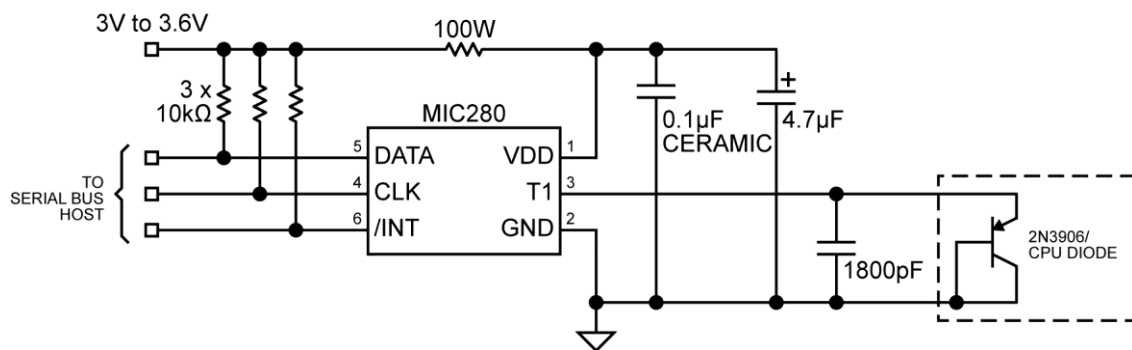 3V to 3.6V
100W
3 x
10kΩ
MIC280
0.1µF
CERAMIC
4.7µF
5
DATA
VDD
1
TO
SERIAL BUS
HOST
4
CLK
T1
3
6
/INT
GND
2
+
1800pF
2N3906/
CPU DIODE